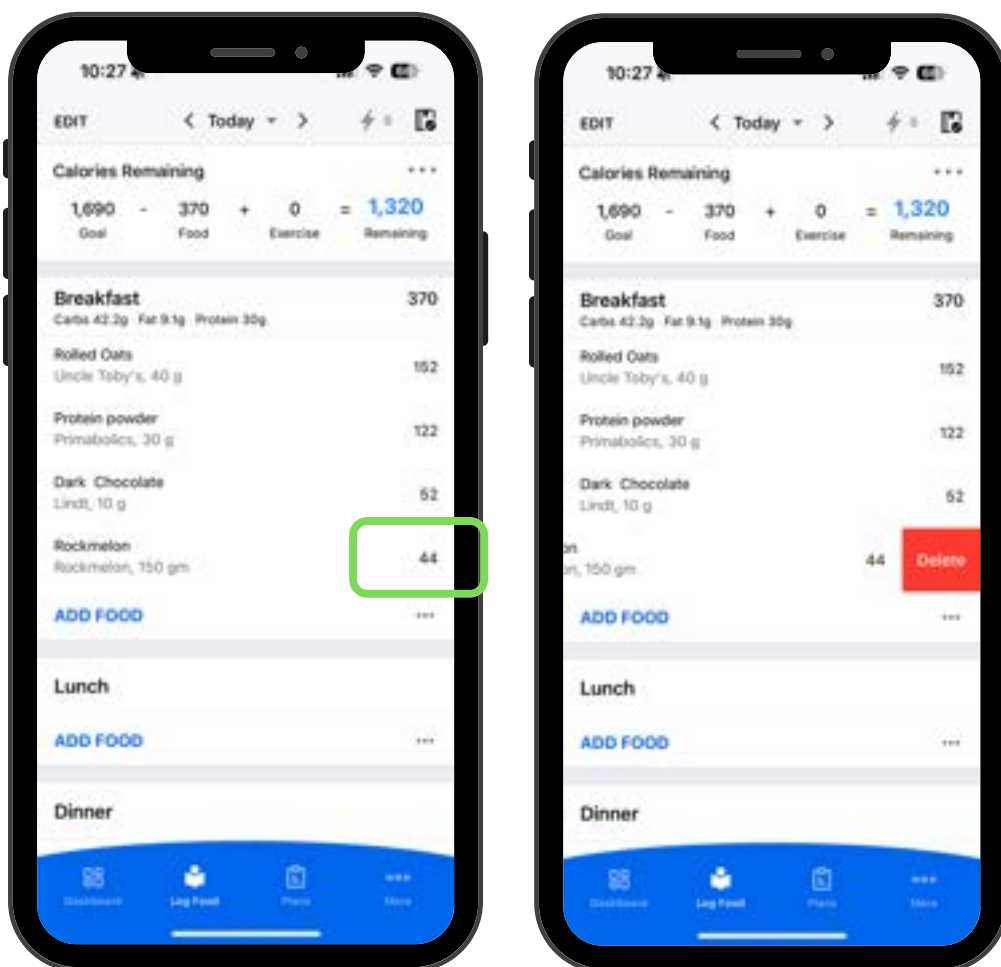 10:27
EDIT
Today
Calories Remaining
1,690 - 370 + 0 = 1,320
Goal Food Exercise Remaining
Breakfast 370
Carbs 42.2g Fat 9.1g Protein 30g
Rolled Oats
Uncle Toby's, 40 g 152
Protein powder
Primabolics, 30 g 122
Dark Chocolate
Lindt, 10 g 52
Rockmelon
Rockmelon, 150 gm 44
ADD FOOD
Lunch
ADD FOOD
Dinner
Dashboard Log Food Plans More
10:27
EDIT
Today
Calories Remaining
1,690 - 370 + 0 = 1,320
Goal Food Exercise Remaining
Breakfast 370
Carbs 42.2g Fat 9.1g Protein 30g
Rolled Oats
Uncle Toby's, 40 g 152
Protein powder
Primabolics, 30 g 122
Dark Chocolate
Lindt, 10 g 52
on
on, 150 gm 44 Delete
ADD FOOD
Lunch
ADD FOOD
Dinner
Dashboard Log Food Plans More